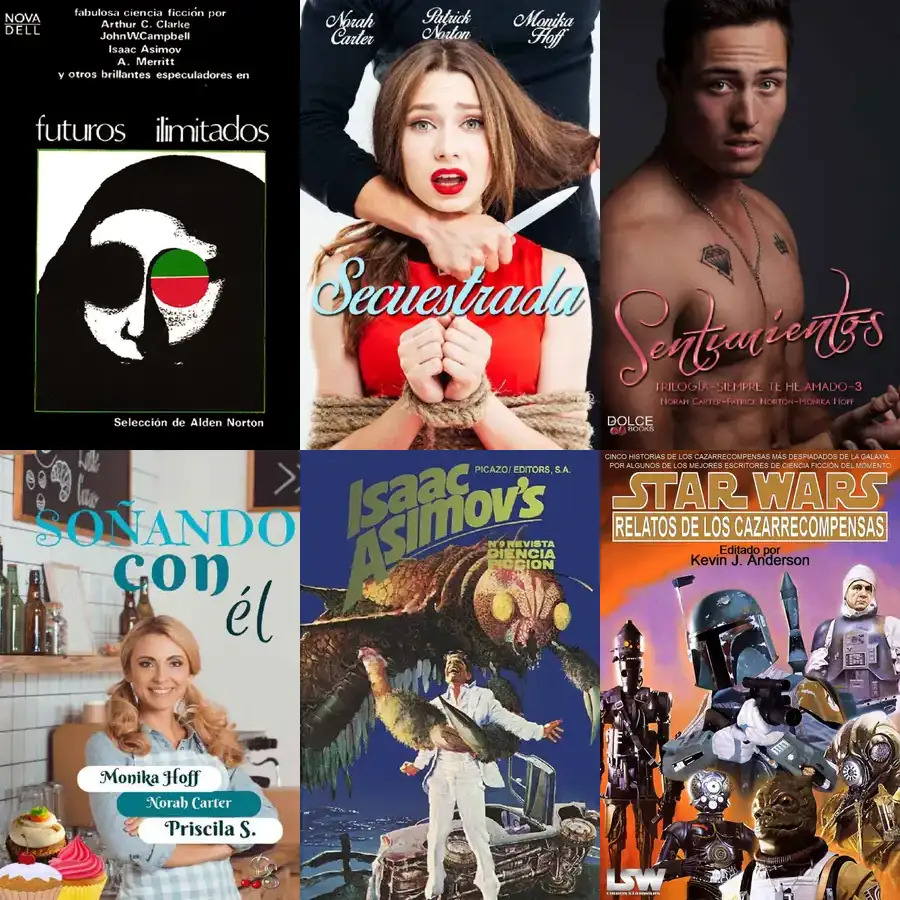 NOVA
DELL
fabulosa ciencia ficción por
Arthur C. Clarke
John W. Campbell
Isaac Asimov
A. Merritt
y otros brillantes especuladores en
futuros ilimitados
Selección de Alden Norton
Norah
Carter
Patrick
Norton
Monika
Hoff
Secuestrada
Sentimientos
TRILOGÍA-SIEMPRE TE HE AMADO-3
NORAH CARTER-PATRICK NORTON-MONIKA HOFF
DOLCE
BOOKS
SOÑANDO
con
él
Monika Hoff
Norah Carter
Priscila S.
PICAZO/EDITORS, S.A.
Isaac
Asimov's
Nº9 REVISTA
CIENCIA
FICCION
CINCO HISTORIAS DE LOS CAZARRECOMPENSAS MÁS DESPIADADOS DE LA GALAXIA...
POR ALGUNOS DE LOS MEJORES ESCRITORES DE CIENCIA FICCIÓN DEL MOMENTO.
STAR WARS
RELATOS DE LOS CAZARRECOMPENSAS
Editado por
Kevin J. Anderson
LSW